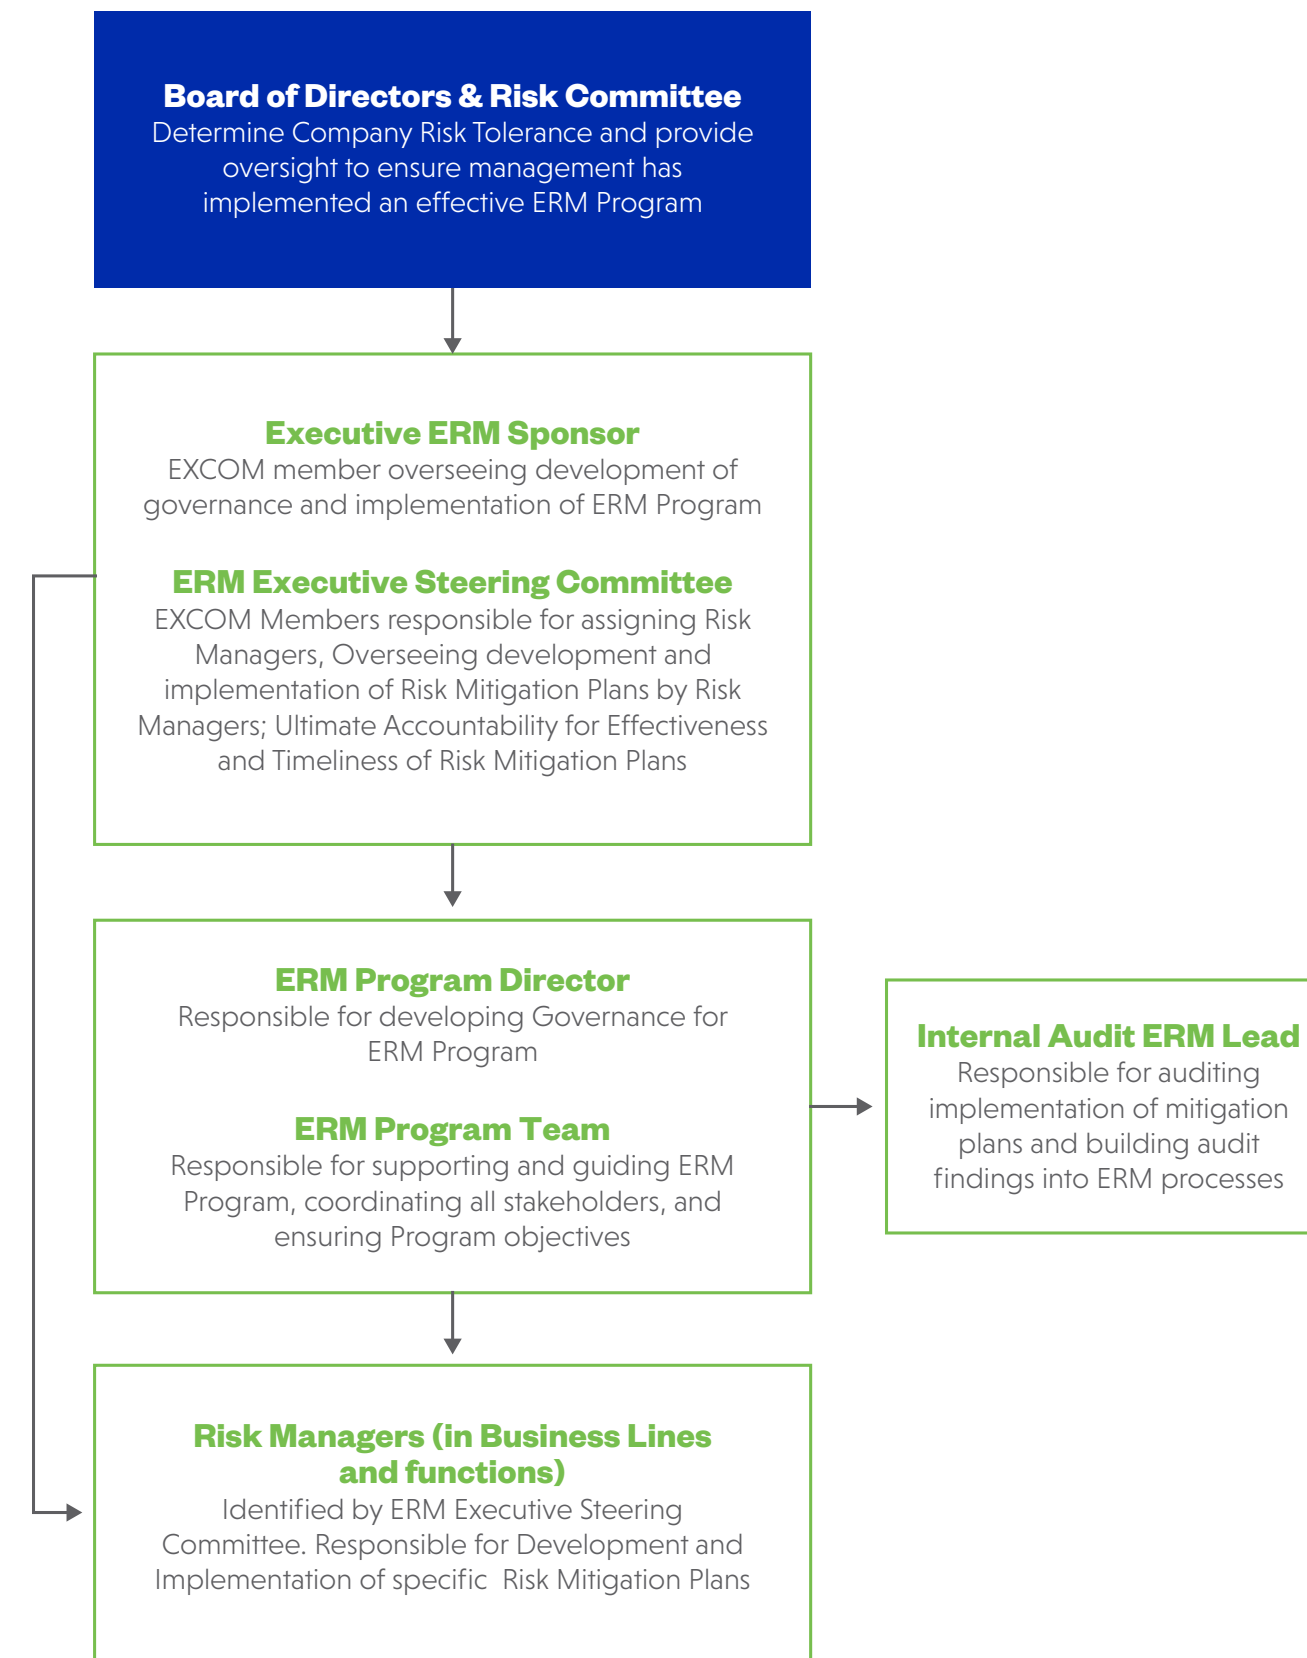 Board of Directors & Risk Committee
Determine Company Risk Tolerance and provide
oversight to ensure management has
implemented an effective ERM Program
Executive ERM Sponsor
EXCOM member overseeing development of
governance and implementation of ERM Program
ERM Executive Steering Committee
EXCOM Members responsible for assigning Risk
Managers, Overseeing development and
implementation of Risk Mitigation Plans by Risk
Managers; Ultimate Accountability for Effectiveness
and Timeliness of Risk Mitigation Plans
ERM Program Director
Responsible for developing Governance for
ERM Program
ERM Program Team
Responsible for supporting and guiding ERM
Program, coordinating all stakeholders, and
ensuring Program objectives
Internal Audit ERM Lead
Responsible for auditing
implementation of mitigation
plans and building audit
findings into ERM processes
Risk Managers (in Business Lines
and functions)
Identified by ERM Executive Steering
Committee. Responsible for Development and
Implementation of specific  Risk Mitigation Plans